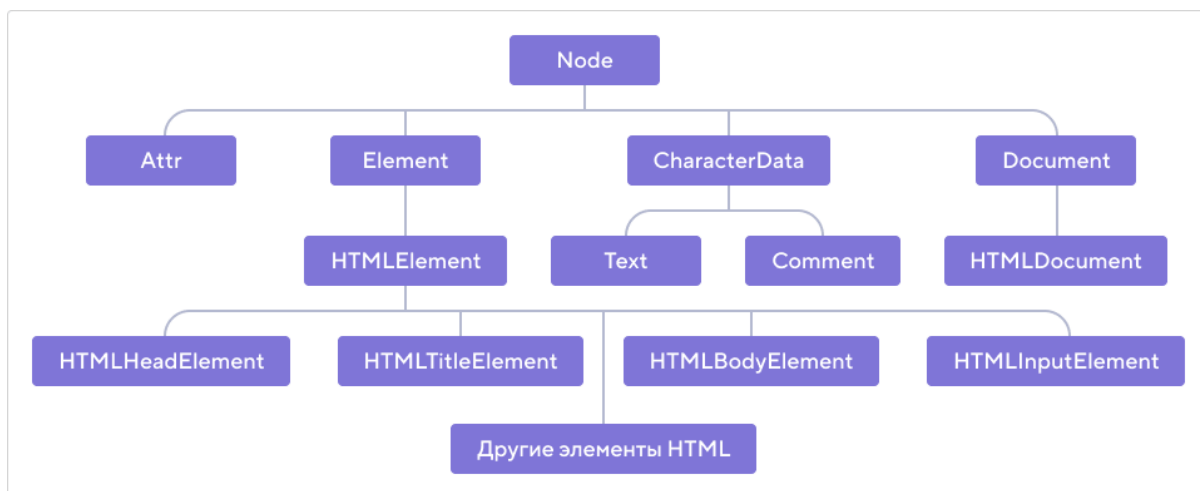 Node
Attr
Element
CharacterData
Document
HTMLElement
Text
Comment
HTMLDocument
HTMLHeadElement
HTMLTitleElement
HTMLBodyElement
HTMLInputElement
Другие элементы HTML